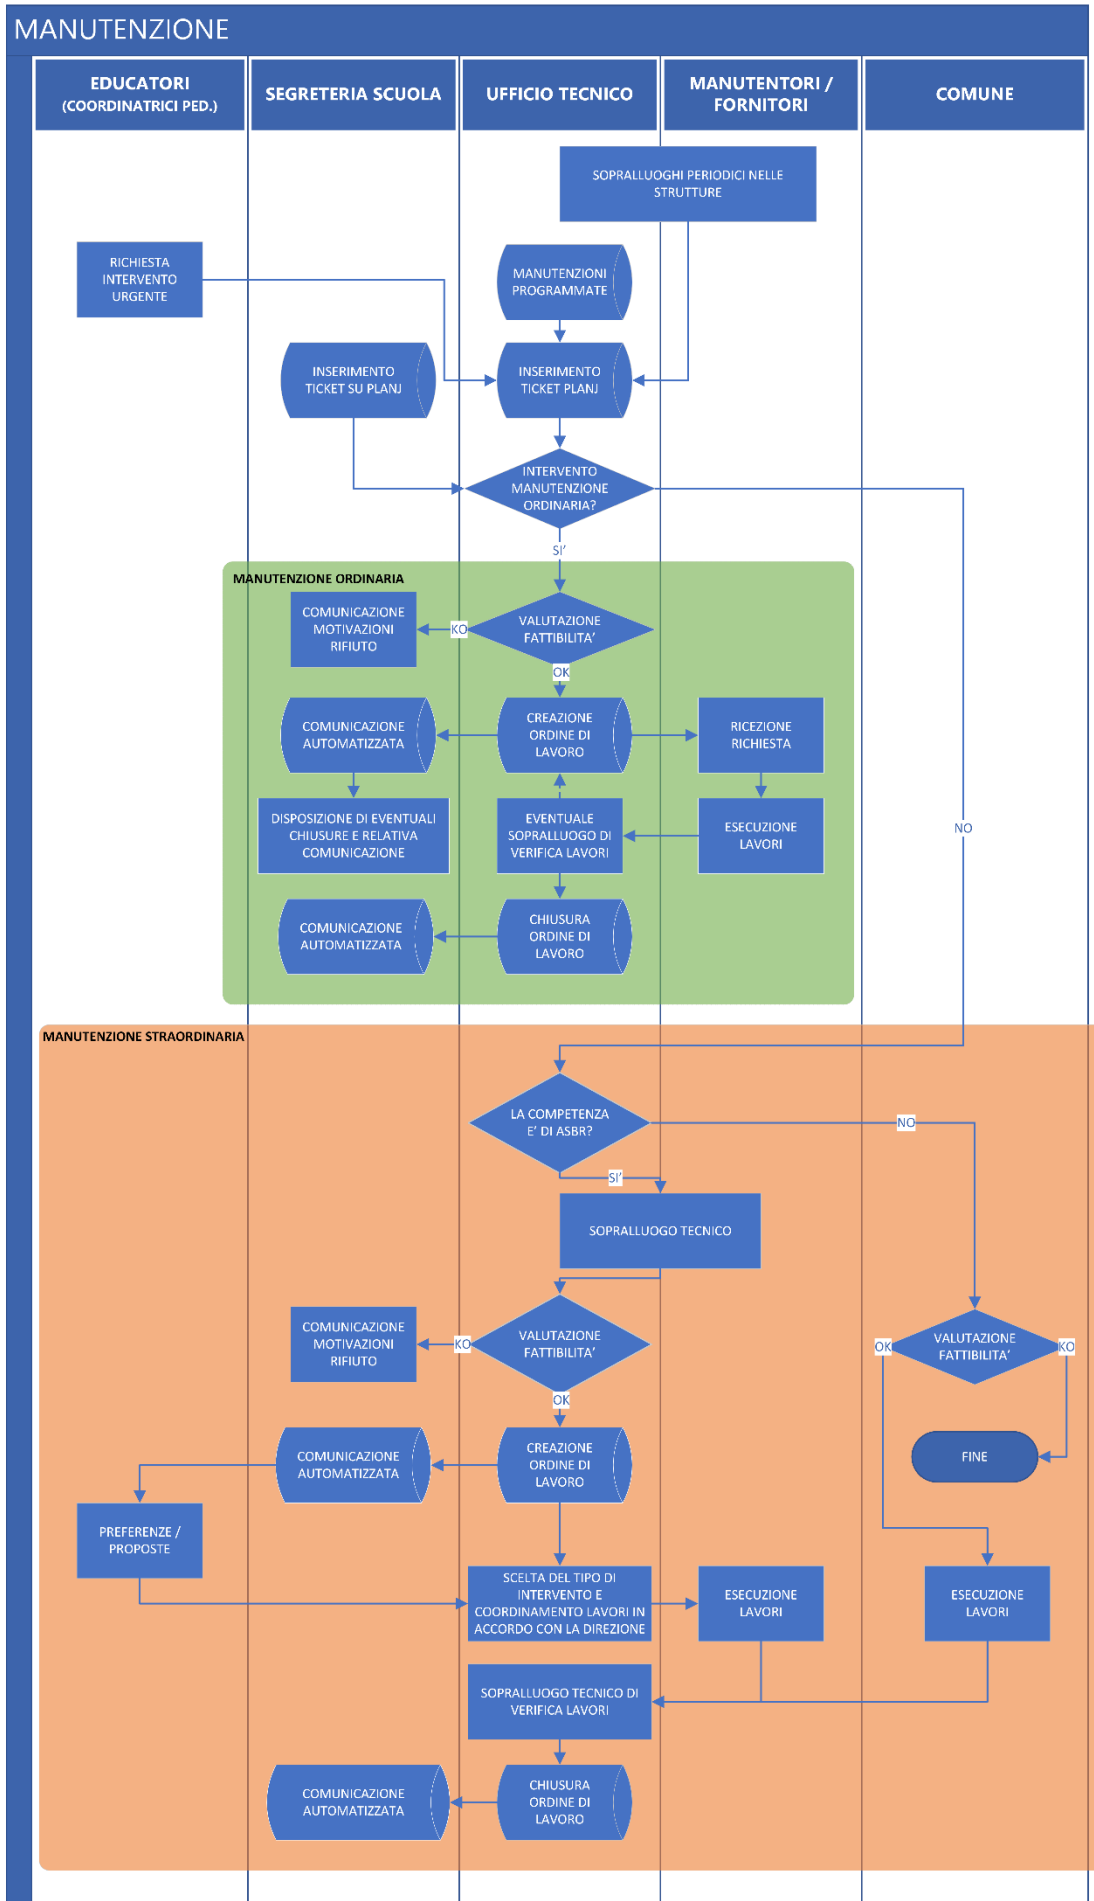 MANUTENZIONE
EDUCATORI
(COORDINATRICI PED.)
SEGRETERIA SCUOLA
UFFICIO TECNICO
MANUTENTORI /
FORNITORI
COMUNE
SOPRALLUOGHI PERIODICI NELLE
STRUTTURE
RICHIESTA
INTERVENTO
URGENTE
MANUTENZIONI
PROGRAMMATE
INSERIMENTO
TICKET SU PLANJ
INSERIMENTO
TICKET PLANJ
INTERVENTO
MANUTENZIONE
ORDINARIA?
SI'
NO
MANUTENZIONE ORDINARIA
COMUNICAZIONE
MOTIVAZIONI
RIFIUTO
KO
VALUTAZIONE
FATTIBILITA'
OK
COMUNICAZIONE
AUTOMATIZZATA
CREAZIONE
ORDINE DI
LAVORO
RICEZIONE
RICHIESTA
DISPOSIZIONE DI EVENTUALI
CHIUSURE E RELATIVA
COMUNICAZIONE
EVENTUALE
SOPRALLUOGO DI
VERIFICA LAVORI
ESECUZIONE
LAVORI
COMUNICAZIONE
AUTOMATIZZATA
CHIUSURA
ORDINE DI
LAVORO
MANUTENZIONE STRAORDINARIA
LA COMPETENZA
E' DI ASBR?
NO
SI'
SOPRALLUOGO TECNICO
COMUNICAZIONE
MOTIVAZIONI
RIFIUTO
KO
VALUTAZIONE
FATTIBILITA'
OK
OK
VALUTAZIONE
FATTIBILITA'
KO
COMUNICAZIONE
AUTOMATIZZATA
CREAZIONE
ORDINE DI
LAVORO
FINE
PREFERENZE /
PROPOSTE
SCELTA DEL TIPO DI
INTERVENTO E
COORDINAMENTO LAVORI IN
ACCORDO CON LA DIREZIONE
ESECUZIONE
LAVORI
ESECUZIONE
LAVORI
SOPRALLUOGO TECNICO DI
VERIFICA LAVORI
COMUNICAZIONE
AUTOMATIZZATA
CHIUSURA
ORDINE DI
LAVORO